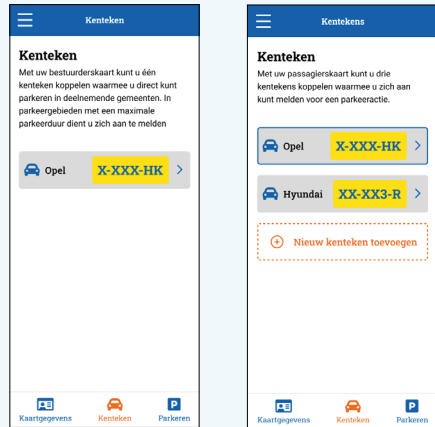 Kenteken
Kenteken
Met uw bestuurderskaart kunt u één
kenteken koppelen waarmee u direct kunt
parkeren in deelnemende gemeenten. In
parkeergebieden met een maximale
parkeerduur dient u zich aan te melden
Opel X-XXX-HK
Kaartgegevens Kenteken Parkeren
Kentekens
Kenteken
Met uw passagierskaart kunt u drie
kentekens koppelen waarmee u zich aan
kunt melden voor een parkeeractie.
Opel X-XXX-HK
Hyundai XX-XX3-R
Nieuw kenteken toevoegen
Kaartgegevens Kenteken Parkeren